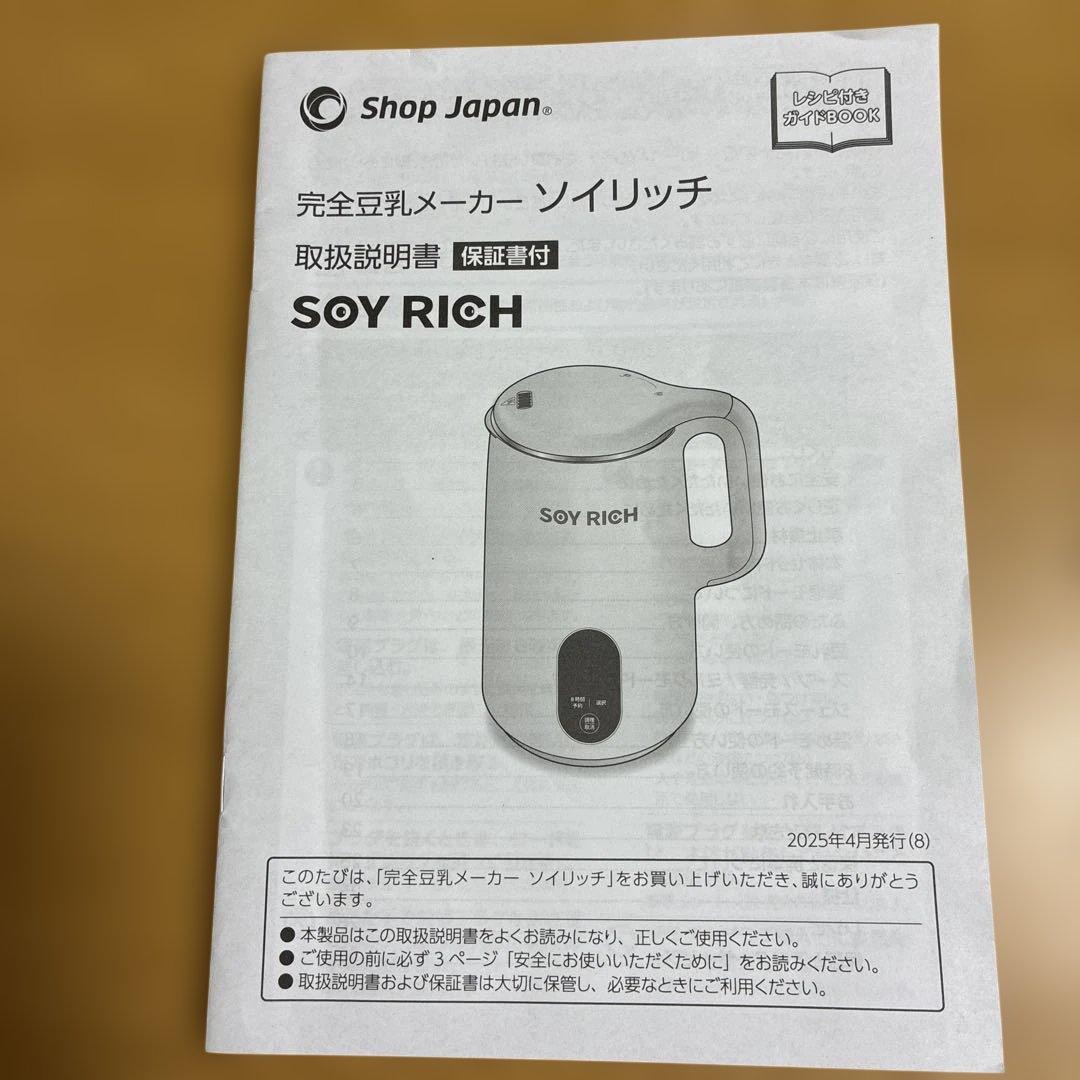 Shop Japan®
レシピ付き
ガイドBOOK
完全豆乳メーカー ソイリッチ
取扱説明書 保証書付
SOY RICH
SOY RICH
8時間
予約
選択
調理
取消
2025年4月発行(8)
このたびは、「完全豆乳メーカー ソイリッチ」をお買い上げいただき、誠にありがとう
ございます。
● 本製品はこの取扱説明書をよくお読みになり、正しくご使用ください。
● ご使用の前に必ず3ページ「安全にお使いいただくために」をお読みください。
● 取扱説明書および保証書は大切に保管し、必要なときにご利用ください。